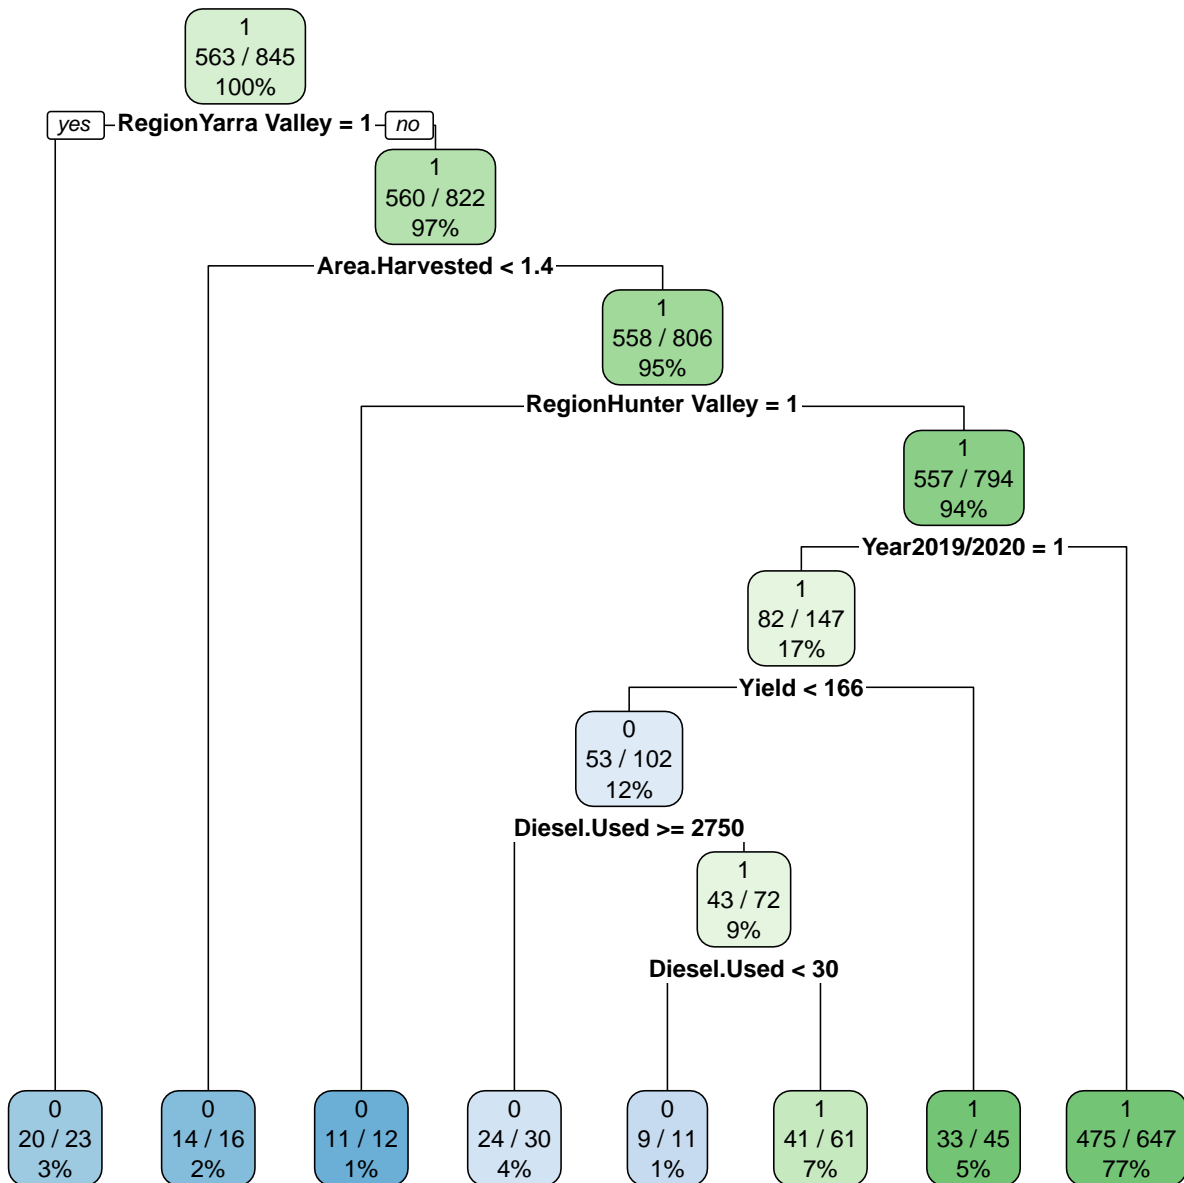 1
563 / 845
100%
yes RegionYarra Valley = 1 no
1
560 / 822
97%
Area.Harvested < 1.4
1
558 / 806
95%
RegionHunter Valley = 1
1
557 / 794
94%
Year2019/2020 = 1
1
82 / 147
17%
Yield < 166
0
53 / 102
12%
Diesel.Used >= 2750
1
43 / 72
9%
Diesel.Used < 30
0
20 / 23
3%
0
14 / 16
2%
0
11 / 12
1%
0
24 / 30
4%
0
9 / 11
1%
1
41 / 61
7%
1
33 / 45
5%
1
475 / 647
77%